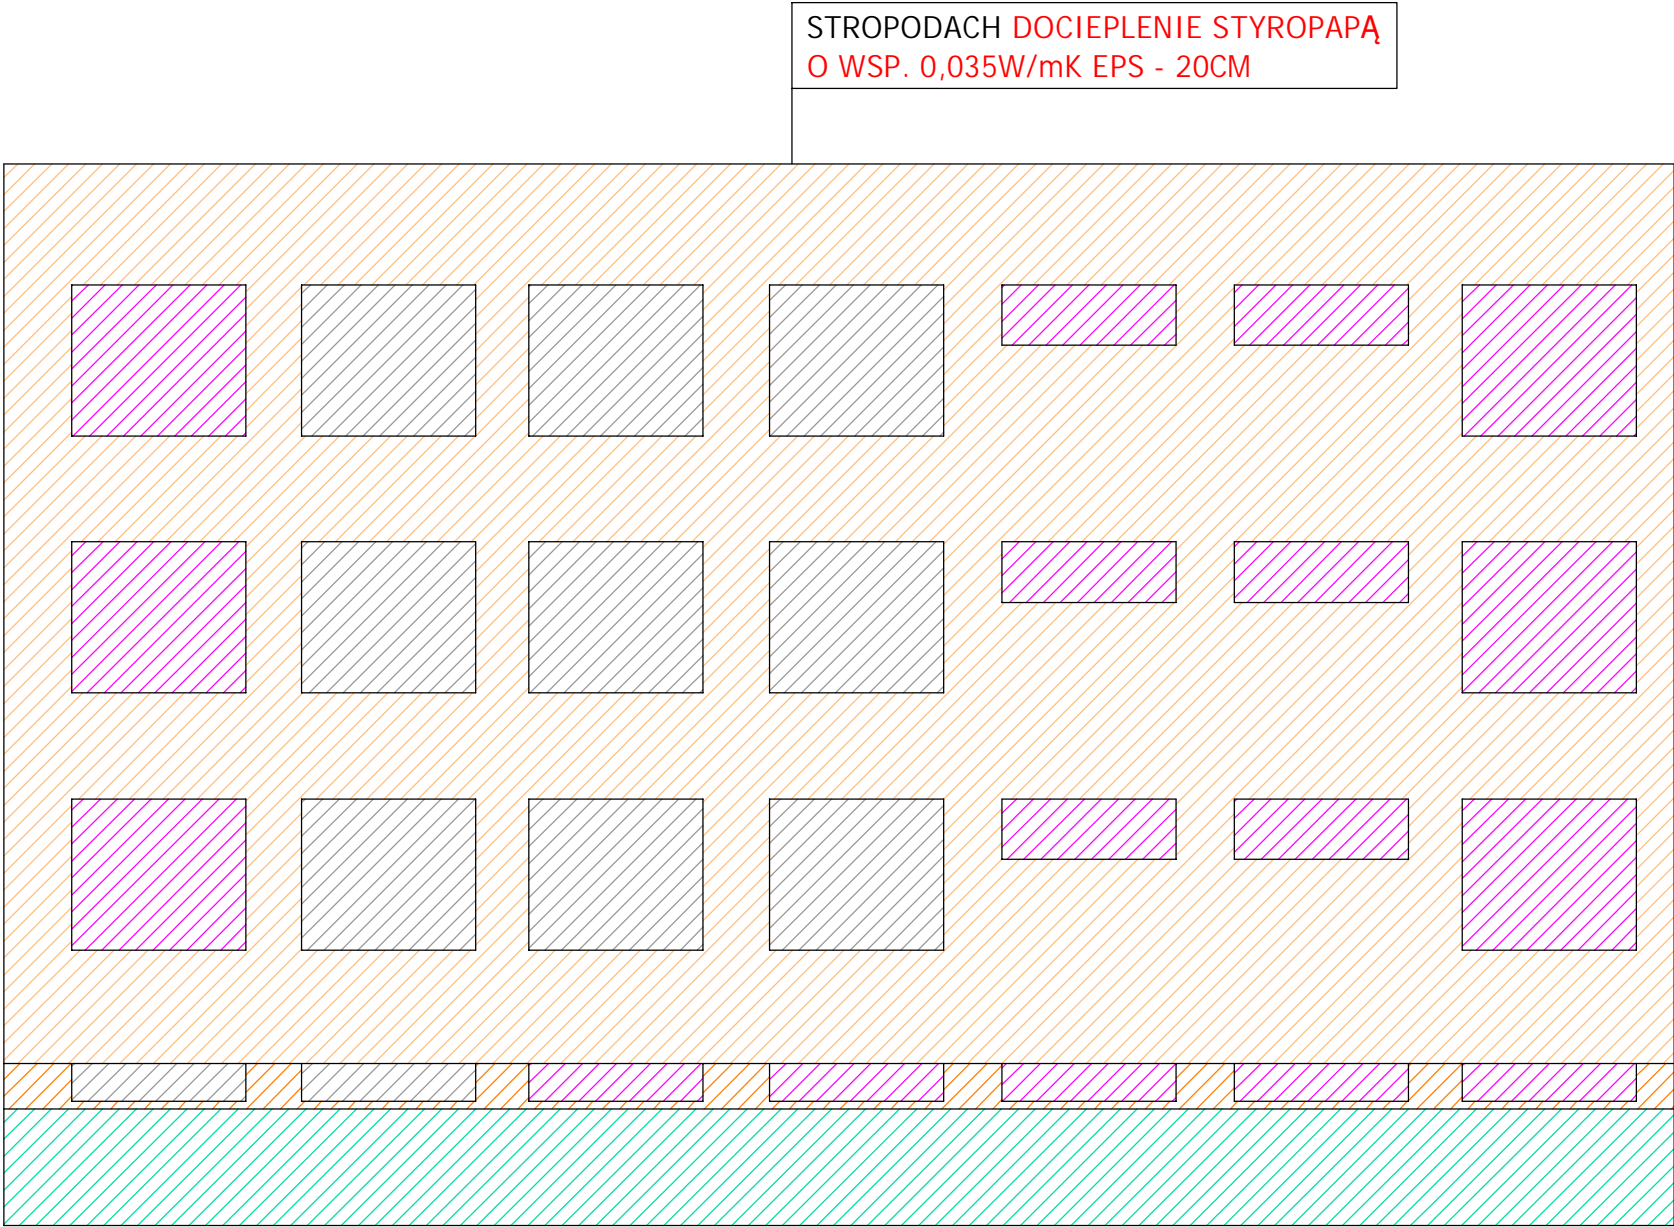 STROPODACH DOCIEPLENIE STYROPAPĄ
O WSP. 0,035W/mK EPS - 20CM